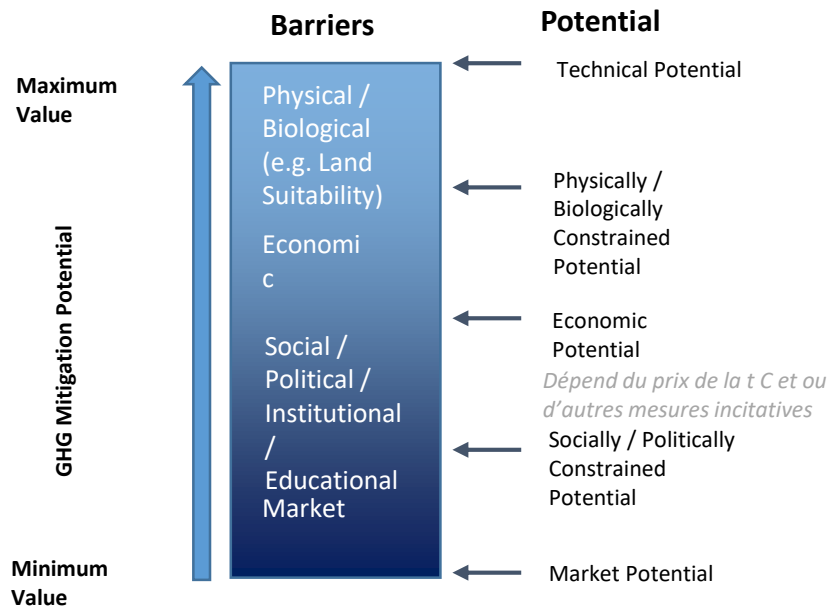 Barriers
Potential
Maximum
Value
GHG Mitigation Potential
Minimum
Value
Physical /
Biological
(e.g. Land
Suitability)
Economi
c
Social /
Political /
Institutional
/
Educational
Market
Technical Potential
Physically /
Biologically
Constrained
Potential
Economic
Potential
Dépend du prix de la t C et ou
d'autres mesures incitatives
Socially / Politically
Constrained
Potential
Market Potential